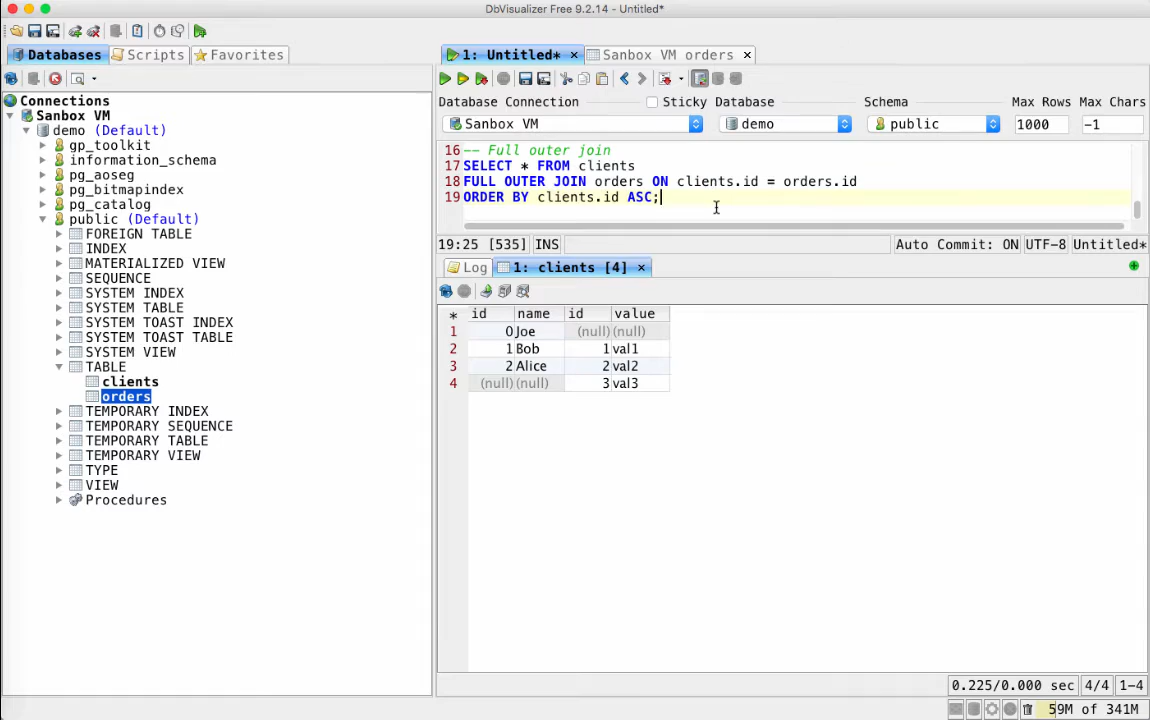 DbVisualizer Free 9.2.14 - Untitled*
Databases
Scripts
Favorites
Connections
Sanbox VM
demo (Default)
gp_toolkit
information_schema
pg_aoseg
pg_bitmapindex
pg_catalog
public (Default)
FOREIGN TABLE
INDEX
MATERIALIZED VIEW
SEQUENCE
SYSTEM INDEX
SYSTEM TABLE
SYSTEM TOAST INDEX
SYSTEM TOAST TABLE
SYSTEM VIEW
TABLE
clients
orders
TEMPORARY INDEX
TEMPORARY SEQUENCE
TEMPORARY TABLE
TEMPORARY VIEW
TYPE
VIEW
Procedures
1: Untitled* ×
Sanbox VM orders ×
Database Connection Sticky Database Schema Max Rows Max Chars
Sanbox VM demo public 1000 -1
16 -- Full outer join
17 SELECT * FROM clients
18 FULL OUTER JOIN orders ON clients.id = orders.id
19 ORDER BY clients.id ASC;
19:25 [535] INS Auto Commit: ON UTF-8 Untitled*
Log
1: clients [4] ×
* id name id value
1 0 Joe (null) (null)
2 1 Bob 1 val1
3 2 Alice 2 val2
4 (null) (null) 3 val3
0.225/0.000 sec 4/4 1-4
59M of 341M